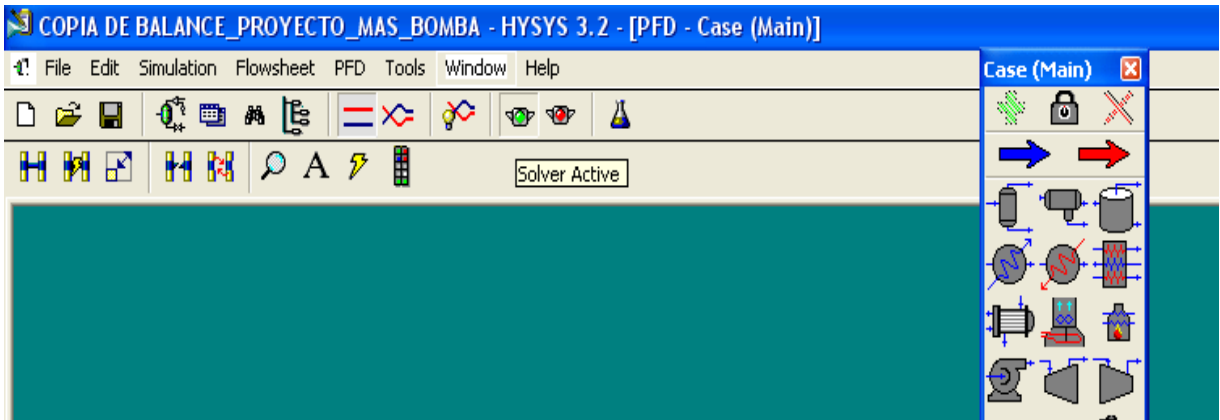 COPIA DE BALANCE_PROYECTO_MAS_BOMBA - HYSYS 3.2 - [PFD - Case (Main)]
File Edit Simulation Flowsheet PFD Tools Window Help
Case (Main)
A
Solver Active